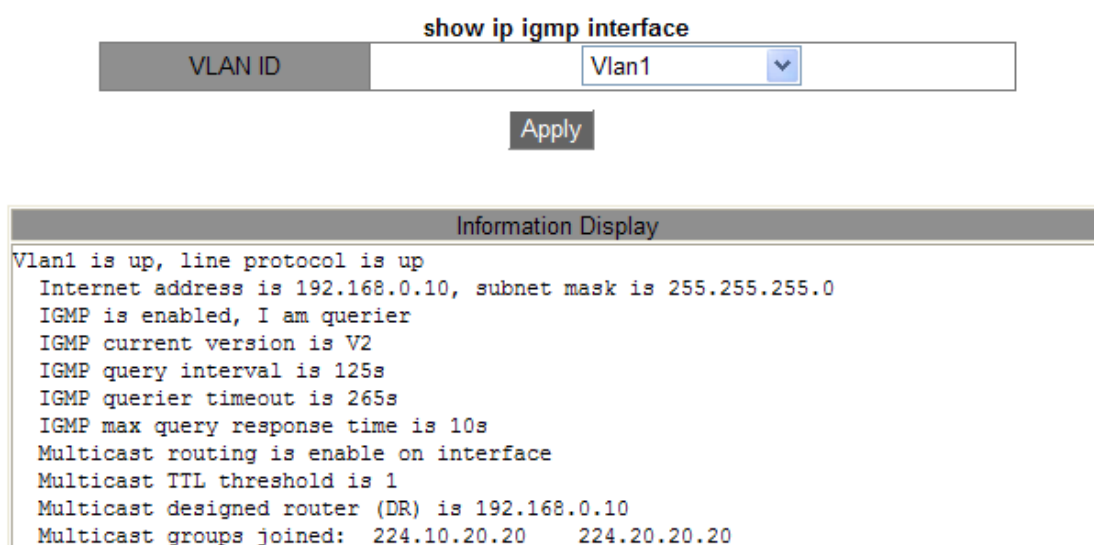 show ip igmp interface
VLAN ID Vlan1
Apply
Information Display
Vlan1 is up, line protocol is up
Internet address is 192.168.0.10, subnet mask is 255.255.255.0
IGMP is enabled, I am querier
IGMP current version is V2
IGMP query interval is 125s
IGMP querier timeout is 265s
IGMP max query response time is 10s
Multicast routing is enable on interface
Multicast TTL threshold is 1
Multicast designed router (DR) is 192.168.0.10
Multicast groups joined: 224.10.20.20 224.20.20.20